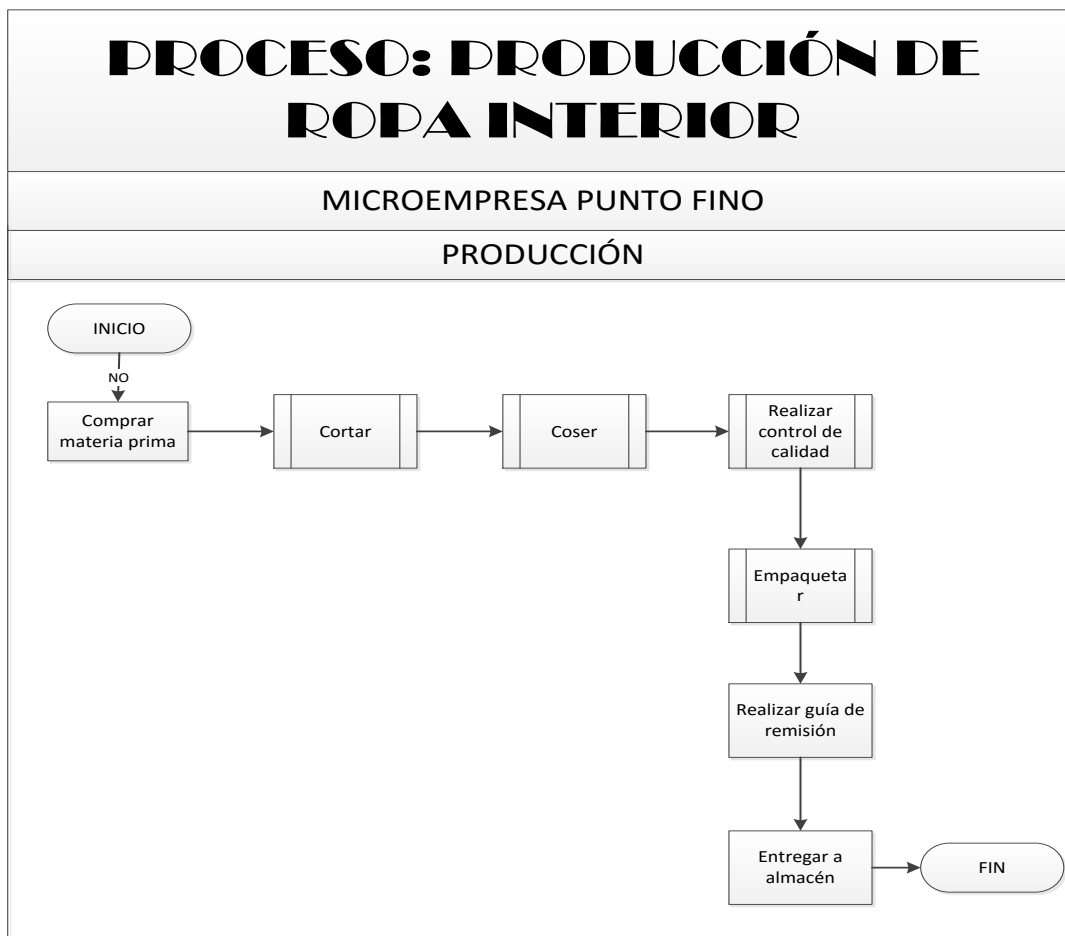 PROCESO: PRODUCCIÓN DE
ROPA INTERIOR
MICROEMPRESA PUNTO FINO
PRODUCCIÓN
INICIO
NO
Comprar
materia prima
Cortar
Coser
Realizar
control de
calidad
Empaqueta
r
Realizar guía de
remisión
Entregar a
almacén
FIN